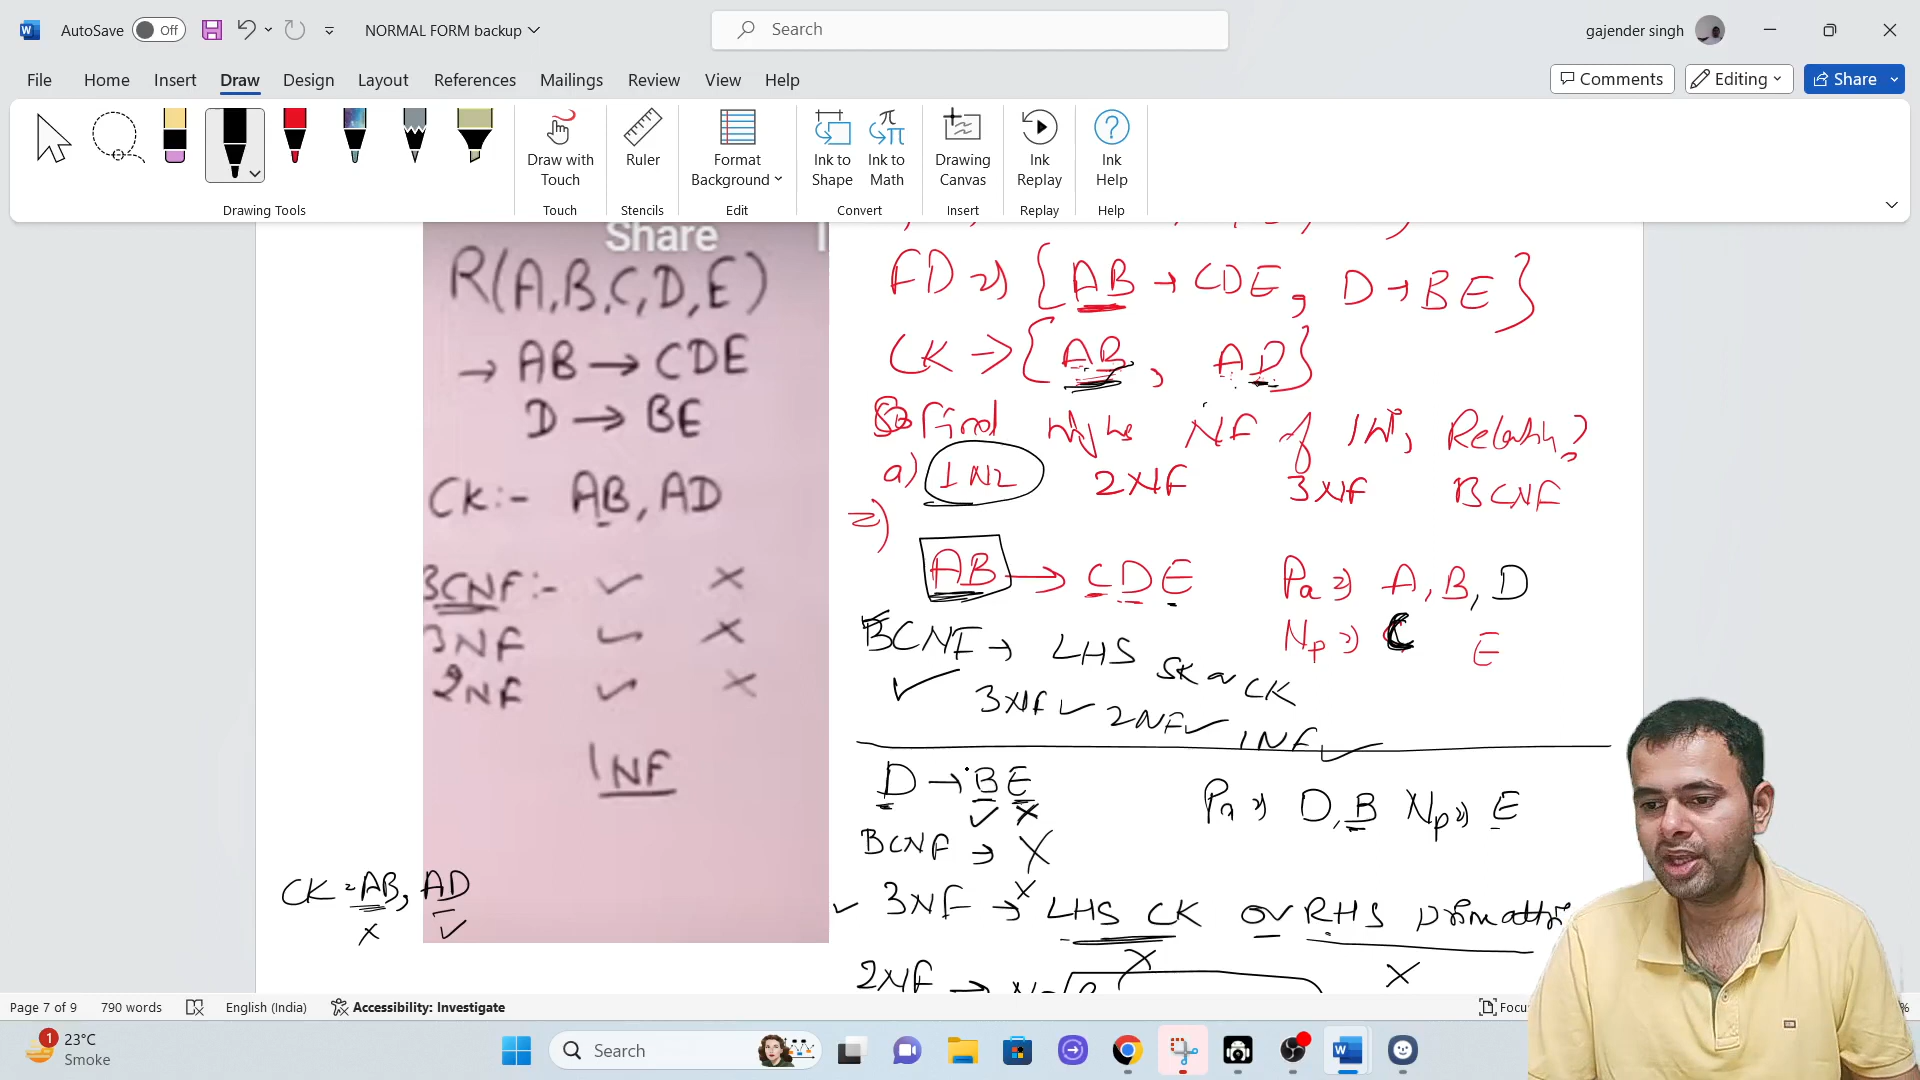 AutoSave Off NORMAL FORM backup Search gajender singh
File Home Insert Draw Design Layout References Mailings Review View Help Comments Editing Share
Draw with Touch Ruler Format Background Ink to Shape Ink to Math Drawing Canvas Ink Replay Ink Help
Drawing Tools Touch Stencils Edit Convert Insert Replay Help
Share
R(A,B,C,D,E)
→ AB → CDE
D → BE
CK:- AB, AD
BCNF:- ✓ X
3NF ✓ X
2NF ✓ X
1NF
CK = AB, AD
X ✓
FD ⇒ { AB → CDE, D → BE }
CK → { AB, AD }
Find NF of Relation?
a) 1N 2NF 3NF BCNF
⇒)
AB → CDE Pa ⇒ A, B, D
Np ⇒ C E
BCNF → LHS SK or CK
✓ 3NF ✓ 2NF ✓ 1NF ✓
D → BE Pa ⇒ D, B Np ⇒ E
✓ X
BCNF → X
✓ 3NF → X LHS CK or RHS prime
X X
2NF →
Page 7 of 9 790 words English (India) Accessibility: Investigate Focu %
1 23°C
Smoke
Search